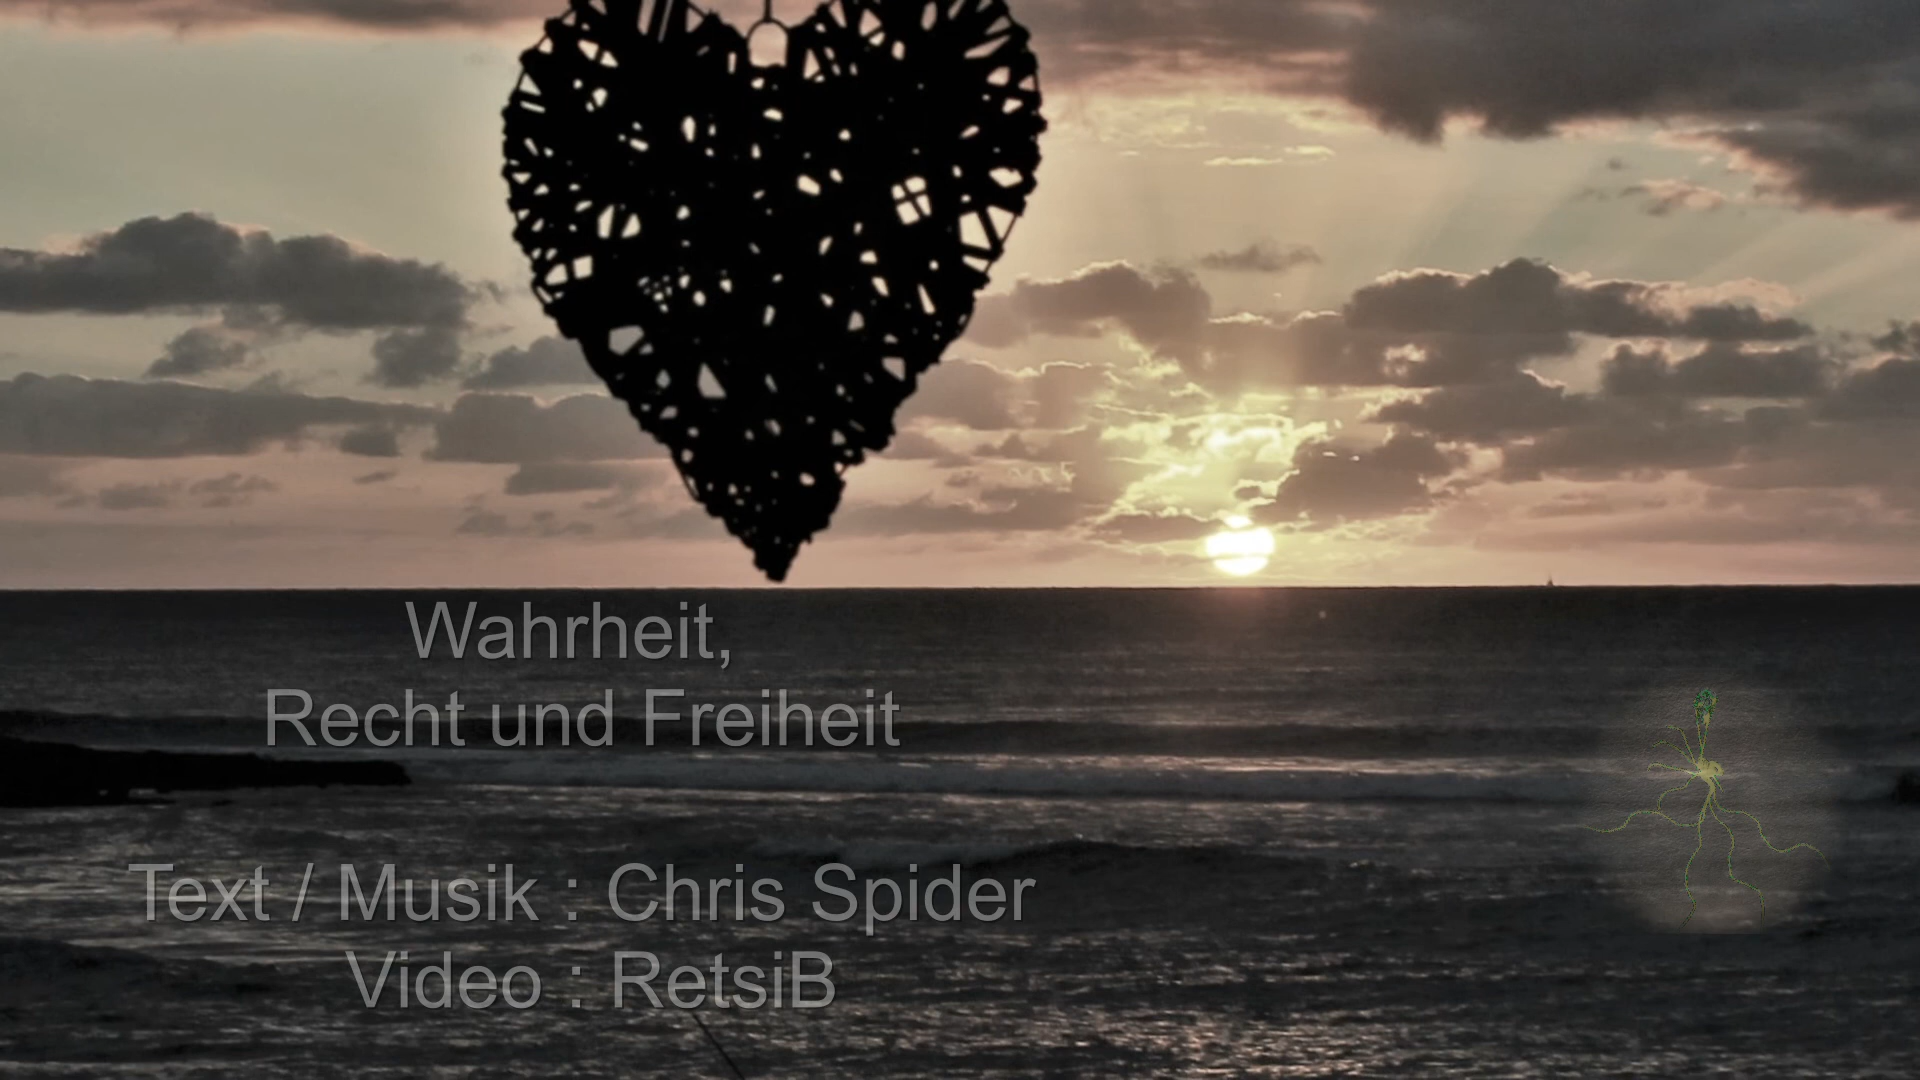 Wahrheit,
Recht und Freiheit
Text / Musik : Chris Spider
Video : RetsiB